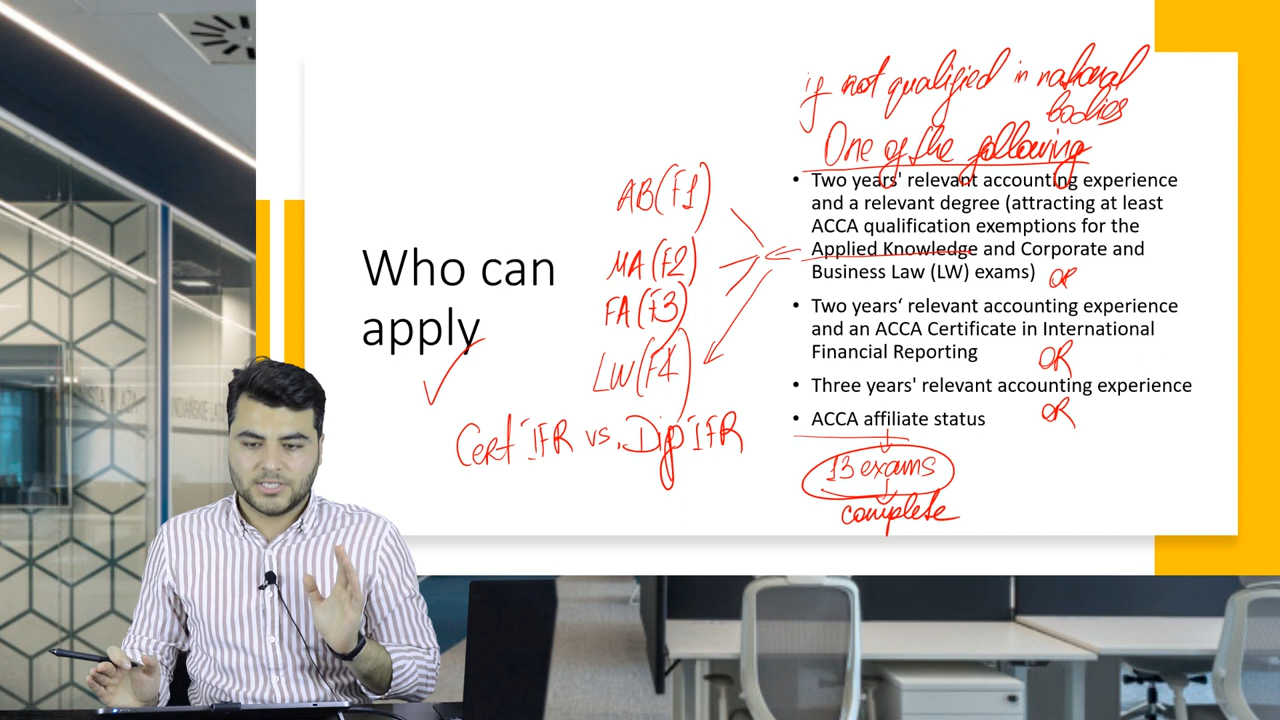 if not qualified in national
bodies
One of the following
• Two years' relevant accounting experience
and a relevant degree (attracting at least
ACCA qualification exemptions for the
Applied Knowledge and Corporate and
Business Law (LW) exams)
OR
• Two years‘ relevant accounting experience
and an ACCA Certificate in International
Financial Reporting
OR
• Three years' relevant accounting experience
OR
• ACCA affiliate status
13 exams
complete
AB (F1)
MA (F2)
FA (F3)
LW (F4)
Who can
apply
Cert IFR vs. Dip IFR